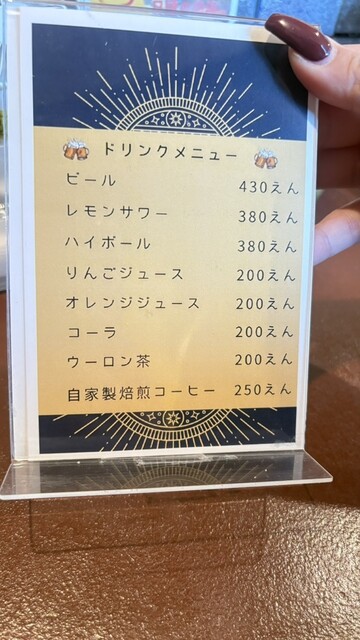 ドリンクメニュー
ビール 430えん
レモンサワー 380えん
ハイボール 380えん
りんごジュース 200えん
オレンジジュース 200えん
コーラ 200えん
ウーロン茶 200えん
自家製焙煎コーヒー 250えん